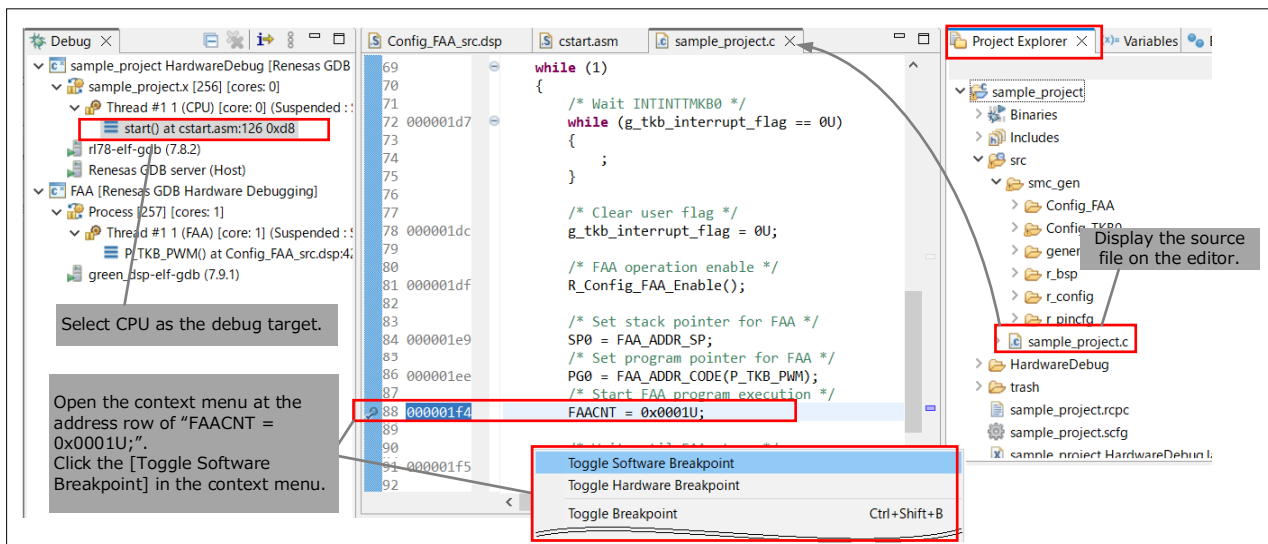 Debug
sample_project HardwareDebug [Renesas GDB
sample_project.x [256] [cores: 0]
Thread #1 1 (CPU) [core: 0] (Suspended :
start() at cstart.asm:126 0xd8
rl78-elf-gdb (7.8.2)
Renesas GDB server (Host)
FAA [Renesas GDB Hardware Debugging]
Process [257] [cores: 1]
Thread #1 1 (FAA) [core: 1] (Suspended :
P_TKB_PWM() at Config_FAA_src.dsp:42
green_dsp-elf-gdb (7.9.1)
Select CPU as the debug target.
Open the context menu at the
address row of “FAACNT =
0x0001U;”.
Click the [Toggle Software
Breakpoint] in the context menu.
Config_FAA_src.dsp
cstart.asm
sample_project.c
69 while (1)
70 {
71 /* Wait INTINTTMKB0 */
72 000001d7 while (g_tkb_interrupt_flag == 0U)
73 {
74 ;
75 }
76
77 /* Clear user flag */
78 000001dc g_tkb_interrupt_flag = 0U;
79
80 /* FAA operation enable */
81 000001df R_Config_FAA_Enable();
82
83 /* Set stack pointer for FAA */
84 000001e9 SP0 = FAA_ADDR_SP;
85 /* Set program pointer for FAA */
86 000001ee PG0 = FAA_ADDR_CODE(P_TKB_PWM);
87 /* Start FAA program execution */
88 000001f4 FAACNT = 0x0001U;
89
90
91 000001f5
92
Toggle Software Breakpoint
Toggle Hardware Breakpoint
Toggle Breakpoint Ctrl+Shift+B
Project Explorer
(x)= Variables
sample_project
Binaries
Includes
src
smc_gen
Config_FAA
Config_TKB0
gener
Display the source
file on the editor.
r_bsp
r_config
r_pincfg
sample_project.c
HardwareDebug
trash
sample_project.rcpc
sample_project.scfg
sample_project HardwareDebug.la